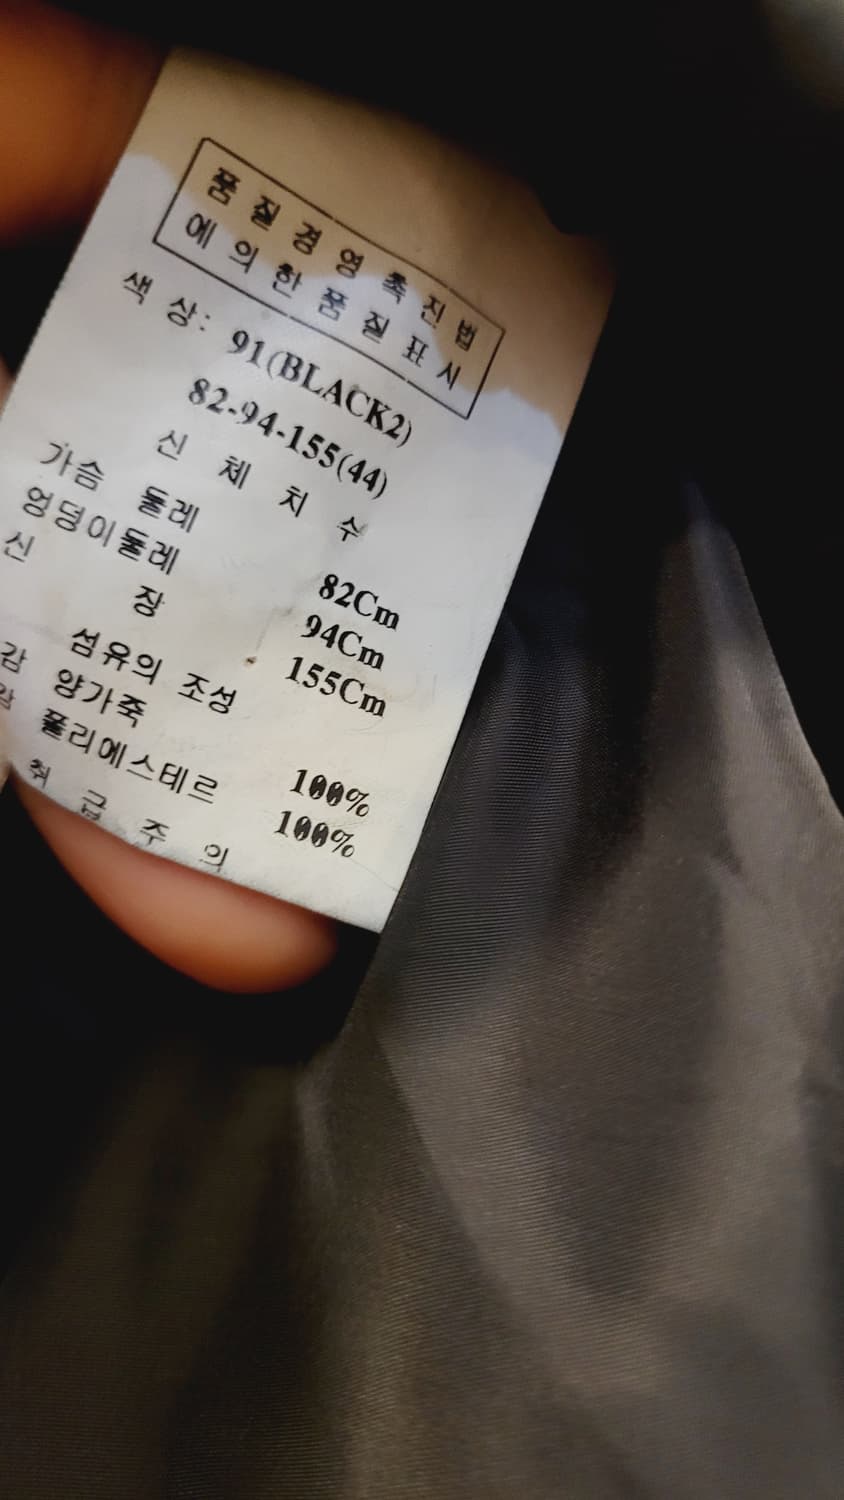 품질경영촉진법
에의한품질표시
색상: 91(BLACK2)
82-94-155(44)
신체치수
가슴 둘레 82Cm
엉덩이둘레 94Cm
신 장 155Cm
섬유의 조성
감 양가죽 100%
감 폴리에스테르 100%
취급주의